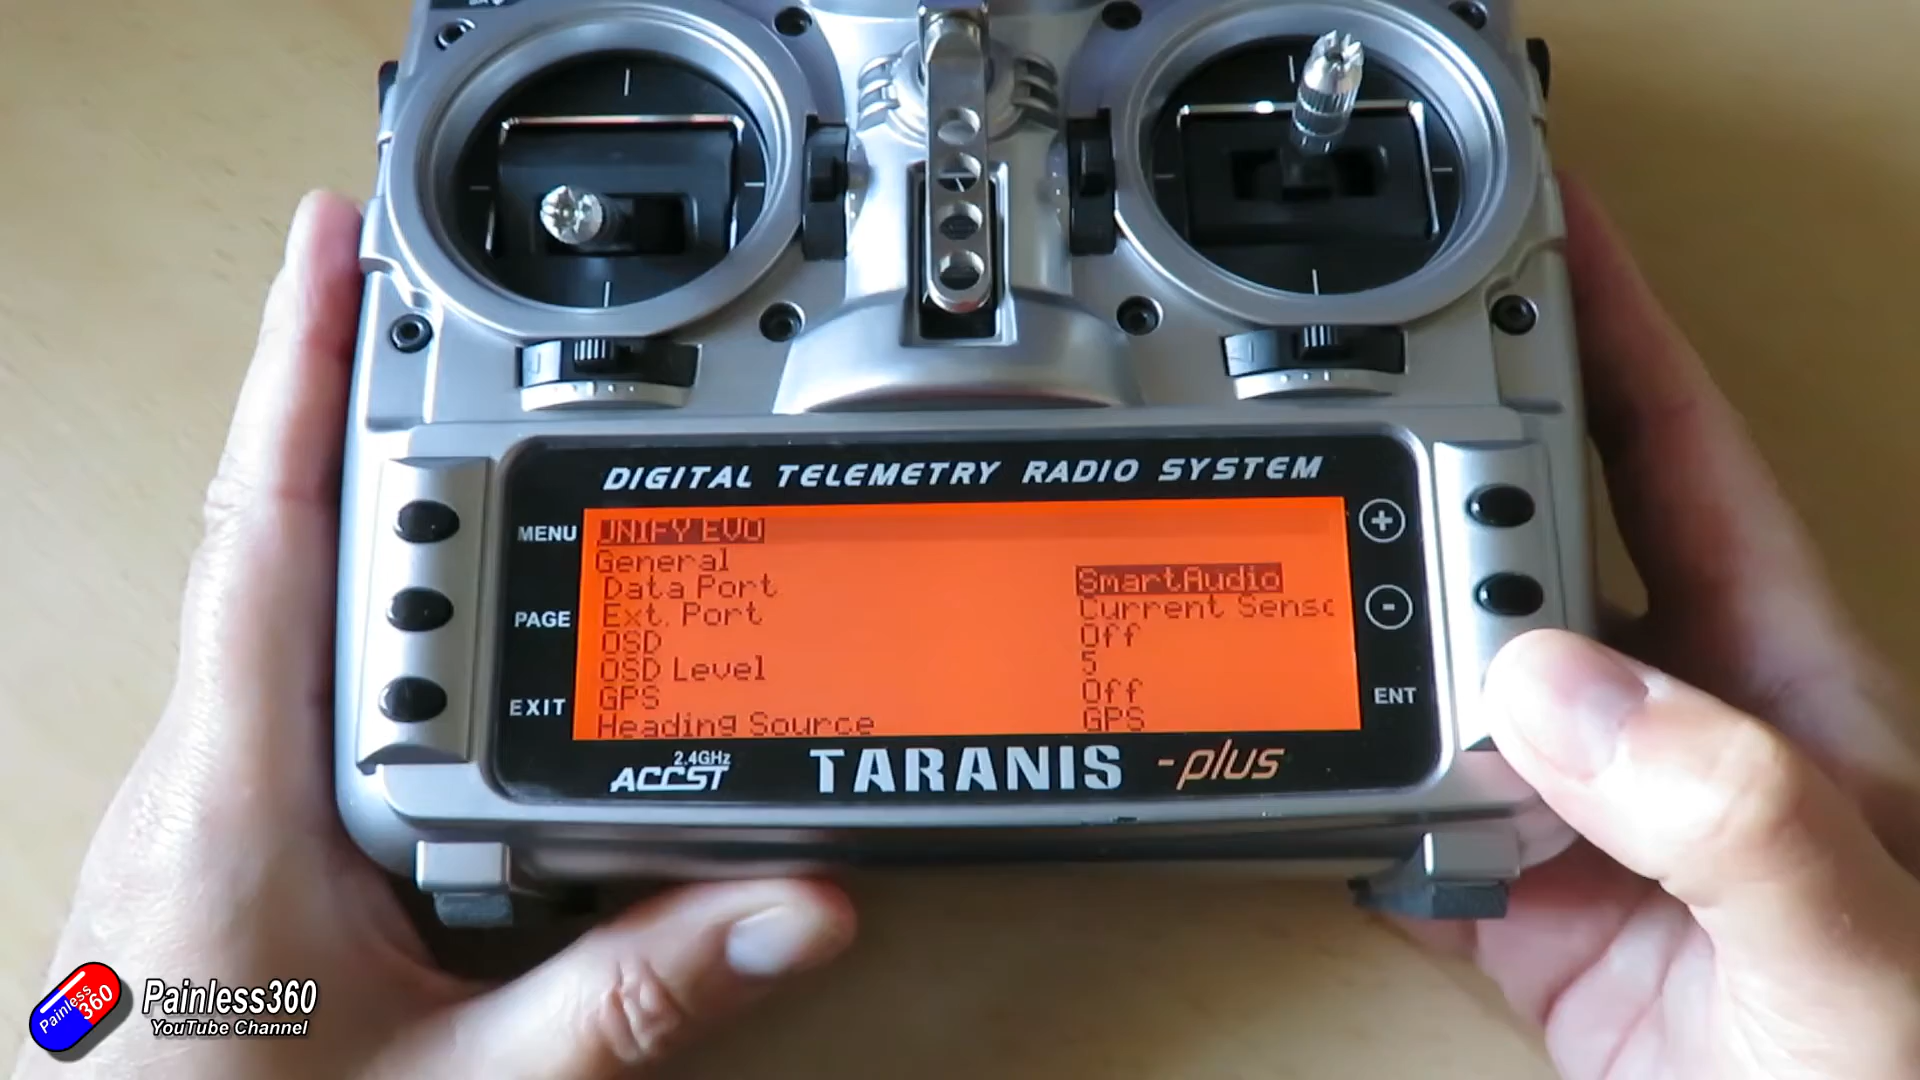 DIGITAL TELEMETRY RADIO SYSTEM
MENU
PAGE
EXIT
UNIFY EVO
General
Data Port SmartAudio
Ext. Port Current Sensc
OSD Off
OSD Level 5
GPS Off
Heading Source GPS
+
-
ENT
2.4GHz
ACCST
TARANIS -plus
Painless
360
Painless360
YouTube Channel